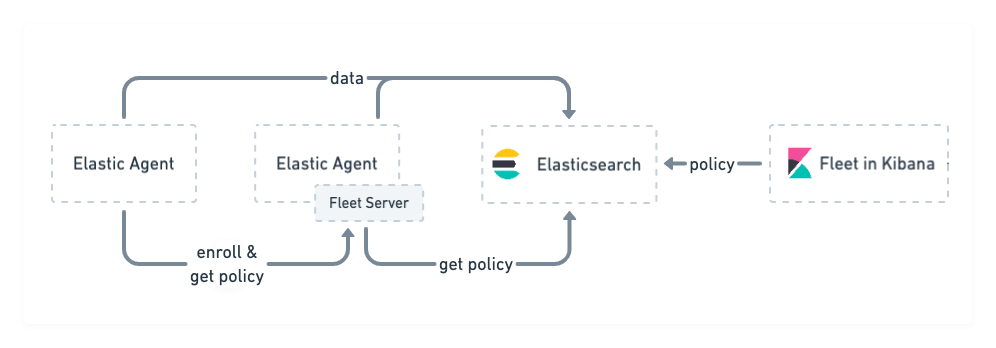 data
Elastic Agent
Elastic Agent
Fleet Server
Elasticsearch
policy
Fleet in Kibana
enroll &
get policy
get policy